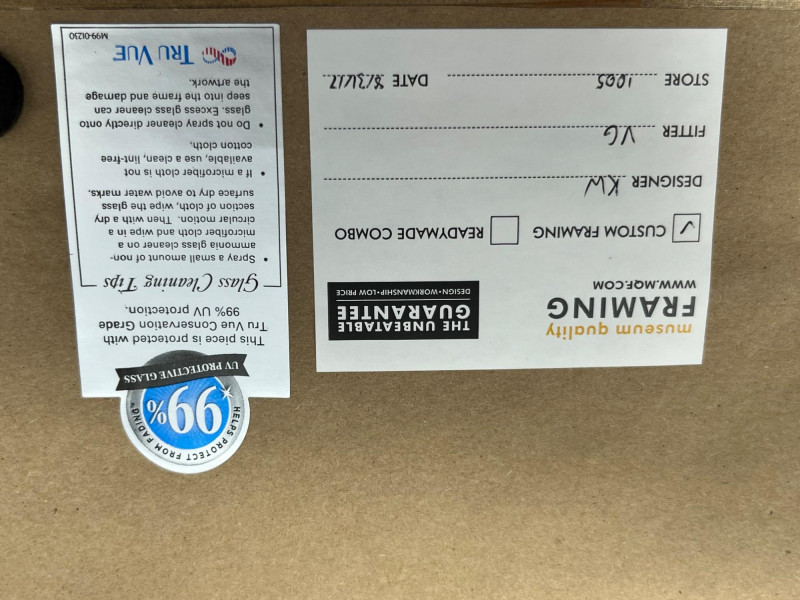 museum quality
FRAMING
WWW.MQF.COM
THE UNBEATABLE
GUARANTEE
DESIGN•WORKMANSHIP•LOW PRICE
✓ CUSTOM FRAMING
READYMADE COMBO
DESIGNER KW
FITTER VG
STORE 1005 DATE 8/31/17
HELPS PROTECT FROM FADING*
99%
UV PROTECTIVE GLASS
This piece is protected with
Tru Vue Conservation Grade
99% UV protection.
Glass Cleaning Tips
• Spray a small amount of non-
ammonia glass cleaner on a
microfiber cloth and wipe in a
circular motion. Then with a dry
section of cloth, wipe the glass
surface to dry to avoid water marks.
• If a microfiber cloth is not
available, use a clean, lint-free
cotton cloth.
• Do not spray cleaner directly onto
glass. Excess glass cleaner can
seep into the frame and damage
the artwork.
TRU VUE
M99-01230